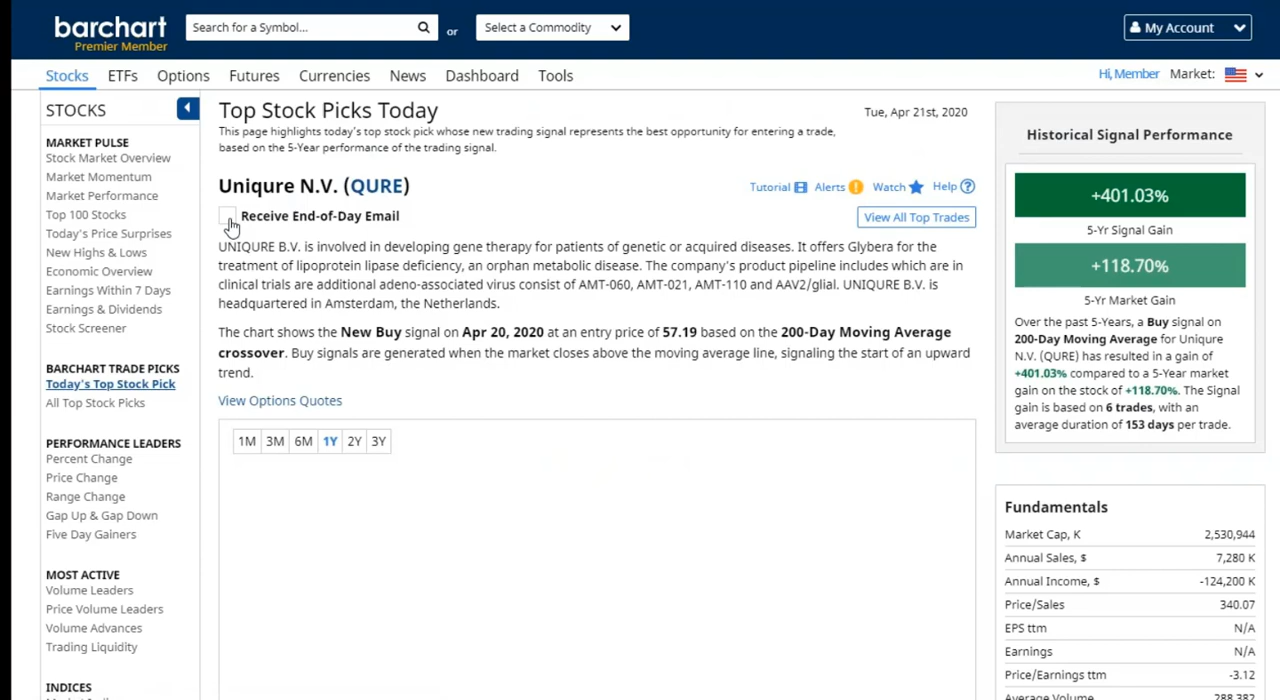 barchart
Premier Member
Search for a Symbol...
or
Select a Commodity
My Account
Stocks ETFs Options Futures Currencies News Dashboard Tools
Hi, Member Market:
STOCKS
MARKET PULSE
Stock Market Overview
Market Momentum
Market Performance
Top 100 Stocks
Today's Price Surprises
New Highs & Lows
Economic Overview
Earnings Within 7 Days
Earnings & Dividends
Stock Screener
BARCHART TRADE PICKS
Today's Top Stock Pick
All Top Stock Picks
PERFORMANCE LEADERS
Percent Change
Price Change
Range Change
Gap Up & Gap Down
Five Day Gainers
MOST ACTIVE
Volume Leaders
Price Volume Leaders
Volume Advances
Trading Liquidity
INDICES
Top Stock Picks Today
Tue, Apr 21st, 2020
This page highlights today's top stock pick whose new trading signal represents the best opportunity for entering a trade,
based on the 5-Year performance of the trading signal.
Uniqure N.V. (QURE)
Tutorial Alerts ! Watch Help ?
Receive End-of-Day Email
View All Top Trades
UNIQURE B.V. is involved in developing gene therapy for patients of genetic or acquired diseases. It offers Glybera for the
treatment of lipoprotein lipase deficiency, an orphan metabolic disease. The company's product pipeline includes which are in
clinical trials are additional adeno-associated virus consist of AMT-060, AMT-021, AMT-110 and AAV2/glial. UNIQURE B.V. is
headquartered in Amsterdam, the Netherlands.
The chart shows the New Buy signal on Apr 20, 2020 at an entry price of 57.19 based on the 200-Day Moving Average
crossover. Buy signals are generated when the market closes above the moving average line, signaling the start of an upward
trend.
View Options Quotes
1M 3M 6M 1Y 2Y 3Y
Historical Signal Performance
+401.03%
5-Yr Signal Gain
+118.70%
5-Yr Market Gain
Over the past 5-Years, a Buy signal on
200-Day Moving Average for Uniqure
N.V. (QURE) has resulted in a gain of
+401.03% compared to a 5-Year market
gain on the stock of +118.70%. The Signal
gain is based on 6 trades, with an
average duration of 153 days per trade.
Fundamentals
Market Cap, K 2,530,944
Annual Sales, $ 7,280 K
Annual Income, $ -124,200 K
Price/Sales 340.07
EPS ttm N/A
Earnings N/A
Price/Earnings ttm -3.12
Average Volume 288,382